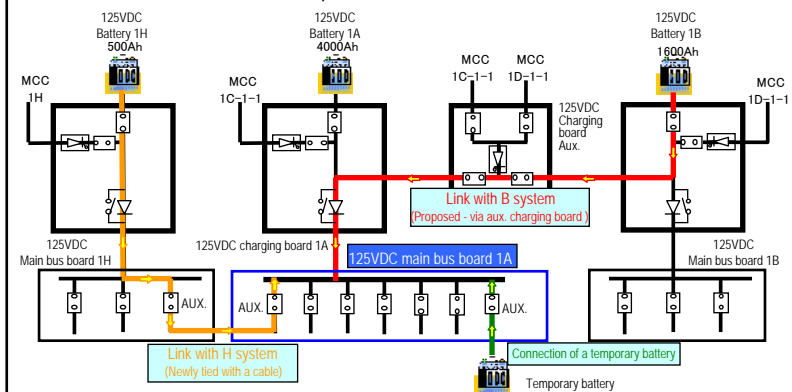 125VDC
Battery 1H
500Ah
125VDC
Battery 1A
4000Ah
125VDC
Battery 1B
1600Ah
MCC
1H
MCC
1C-1-1
MCC
1C-1-1
MCC
1D-1-1
MCC
1D-1-1
125VDC
Charging
board
Aux.
Link with B system
(Proposed - via aux. charging board )
125VDC
Main bus board 1H
125VDC charging board 1A
125VDC main bus board 1A
125VDC
Main bus board 1B
AUX.
AUX.
AUX.
Link with H system
(Newly tied with a cable)
Connection of a temporary battery
Temporary battery